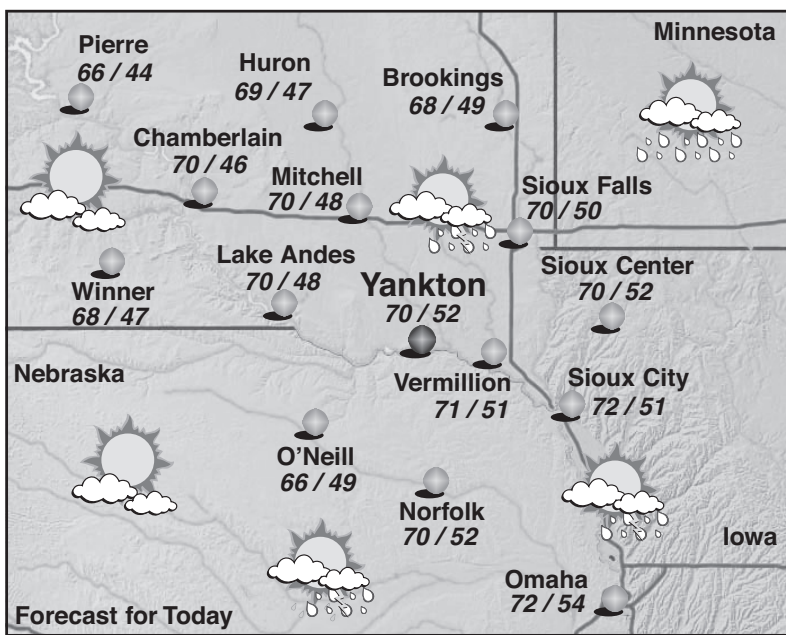 Pierre
66 / 44
Huron
69 / 47
Brookings
68 / 49
Minnesota
Chamberlain
70 / 46
Mitchell
70 / 48
Sioux Falls
70 / 50
Winner
68 / 47
Lake Andes
70 / 48
Yankton
70 / 52
Sioux Center
70 / 52
Nebraska
Vermillion
71 / 51
Sioux City
72 / 51
O'Neill
66 / 49
Norfolk
70 / 52
Iowa
Omaha
72 / 54
Forecast for Today